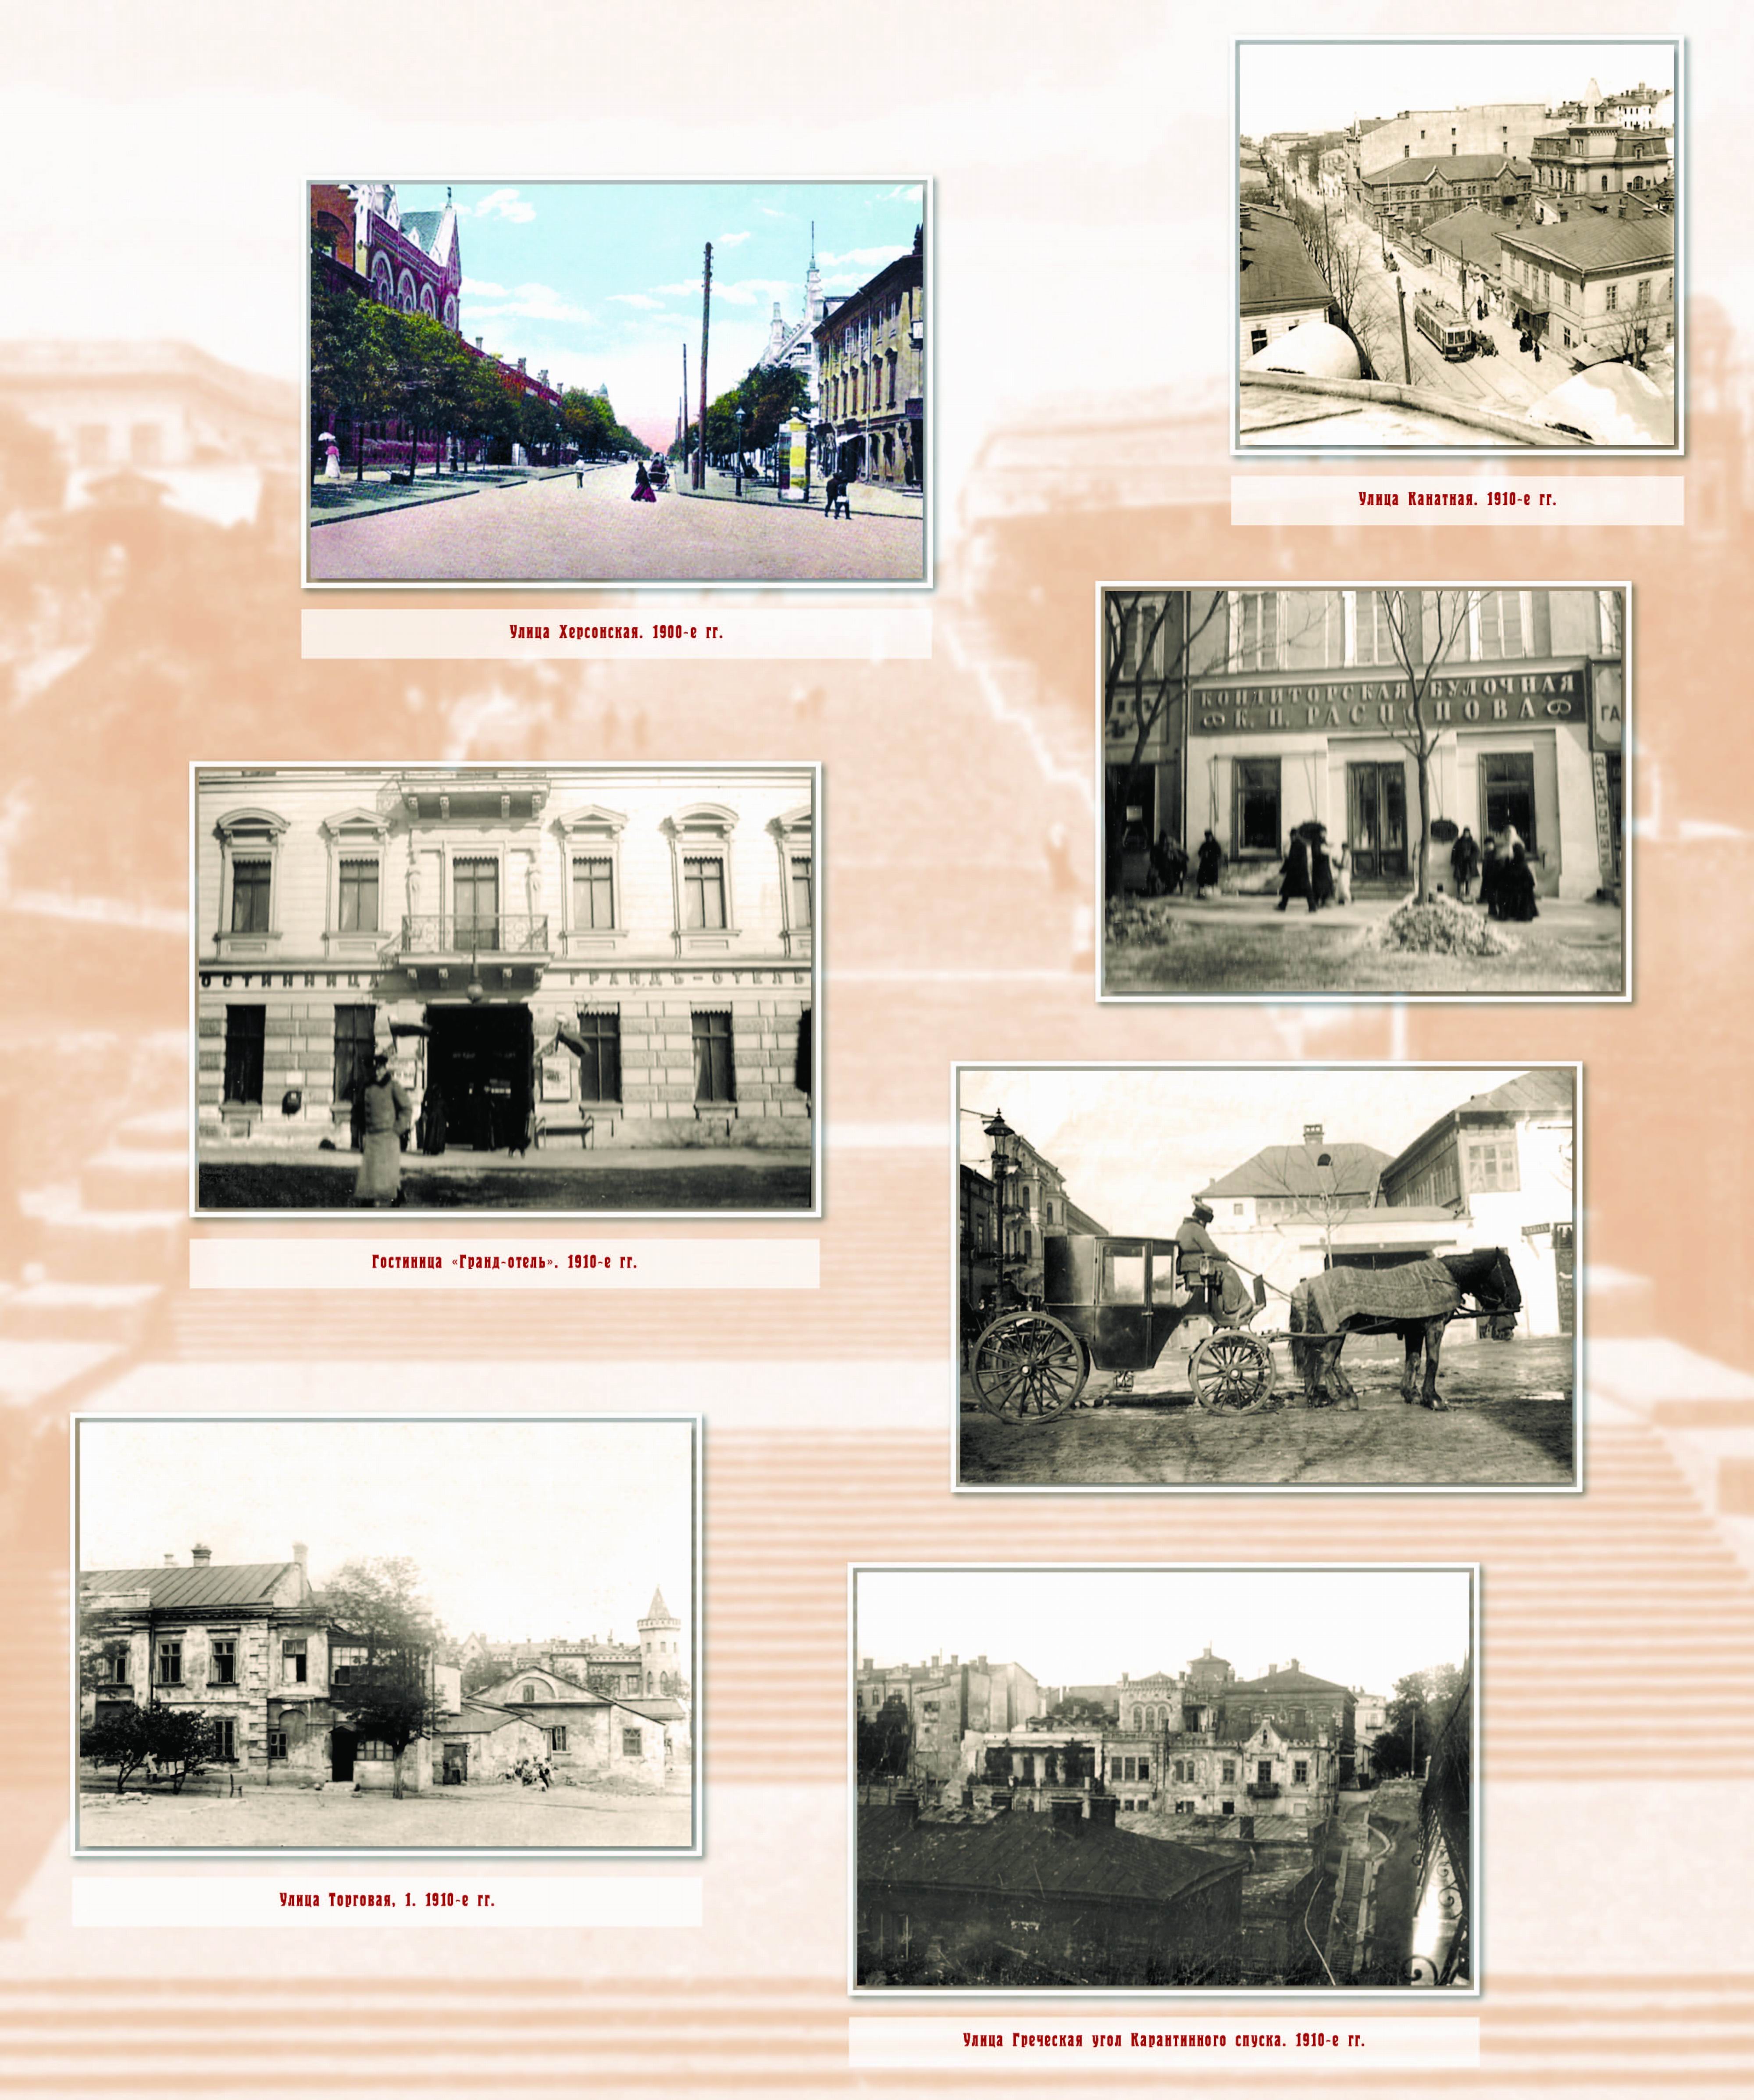 Улица Канатная. 1910-е гг.
Улица Херсонская. 1900-е гг.
КОНДИТОРСКАЯ БУЛОЧНАЯ
К. П. РАСПОПОВА
ГА
ОСТИННИЦА ГРАНДЪ-ОТЕЛЬ
Гостиница «Гранд-отель». 1910-е гг.
Улица Торговая, 1. 1910-е гг.
Улица Греческая угол Карантинного спуска. 1910-е гг.